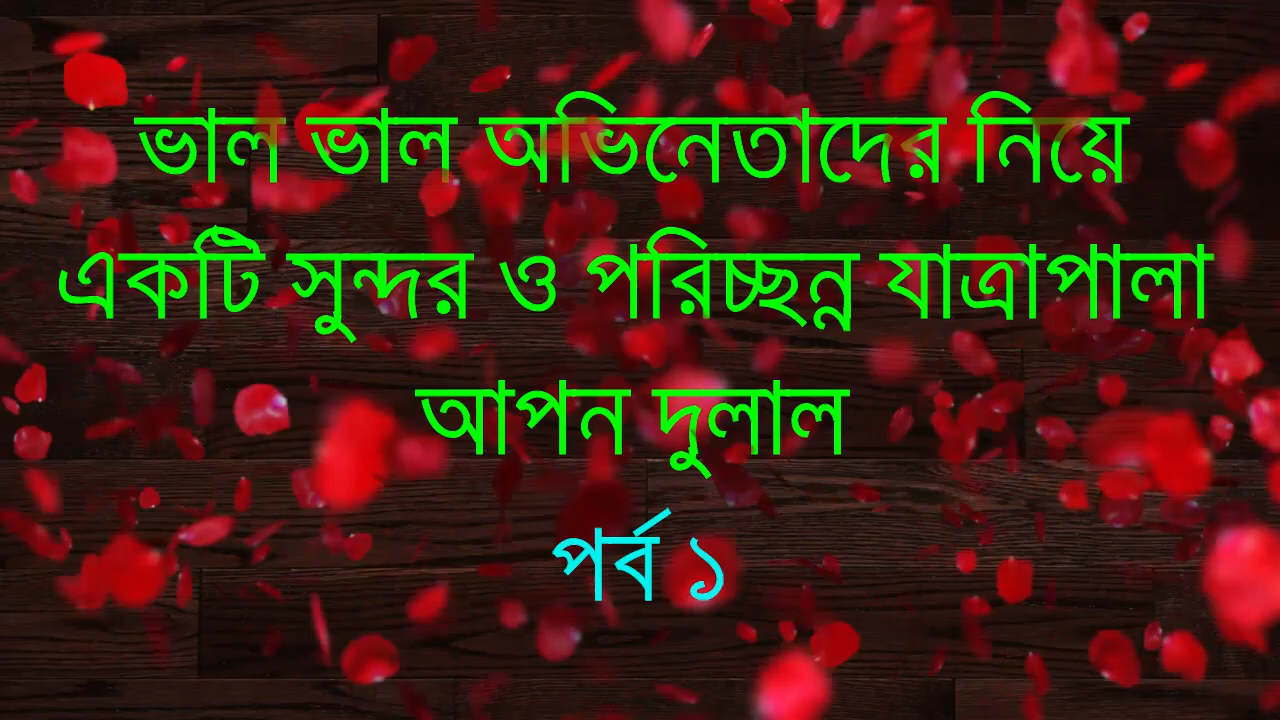 ভাল ভাল অভিনেতাদের নিয়ে
একটি সুন্দর ও পরিচ্ছন্ন যাত্রাপালা
আপন দুলাল
পর্ব ১